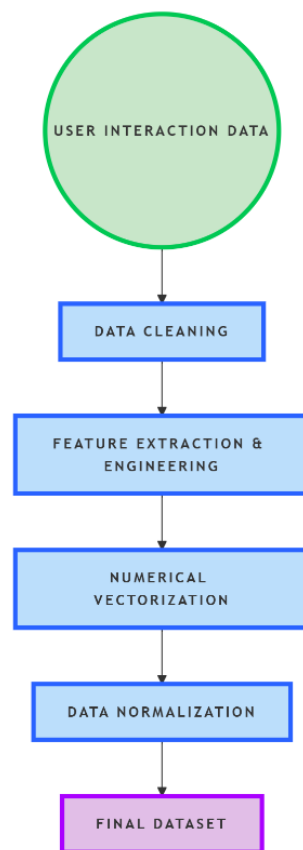 USER INTERACTION DATA
DATA CLEANING
FEATURE EXTRACTION &
ENGINEERING
NUMERICAL
VECTORIZATION
DATA NORMALIZATION
FINAL DATASET